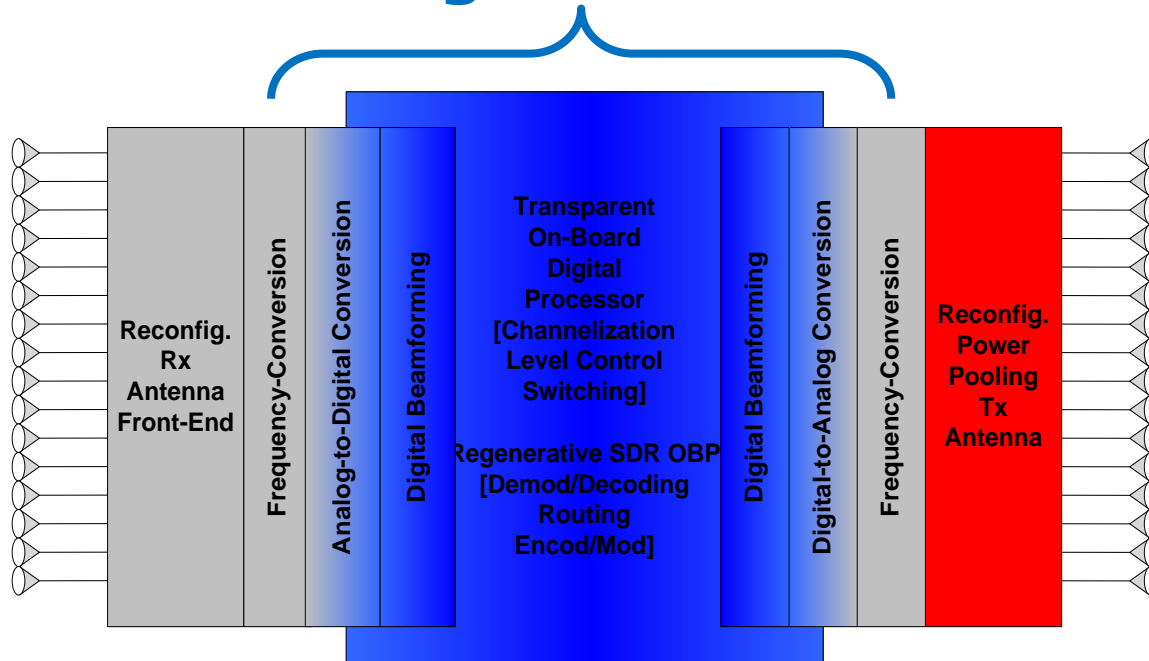 Reconfig.
Rx
Antenna
Front-End
Frequency-Conversion
Analog-to-Digital Conversion
Digital Beamforming
Transparent
On-Board
Digital
Processor
[Channelization
Level Control
Switching]
Regenerative SDR OBP
[Demod/Decoding
Routing
Encod/Mod]
Digital Beamforming
Digital-to-Analog Conversion
Frequency-Conversion
Reconfig.
Power
Pooling
Tx
Antenna